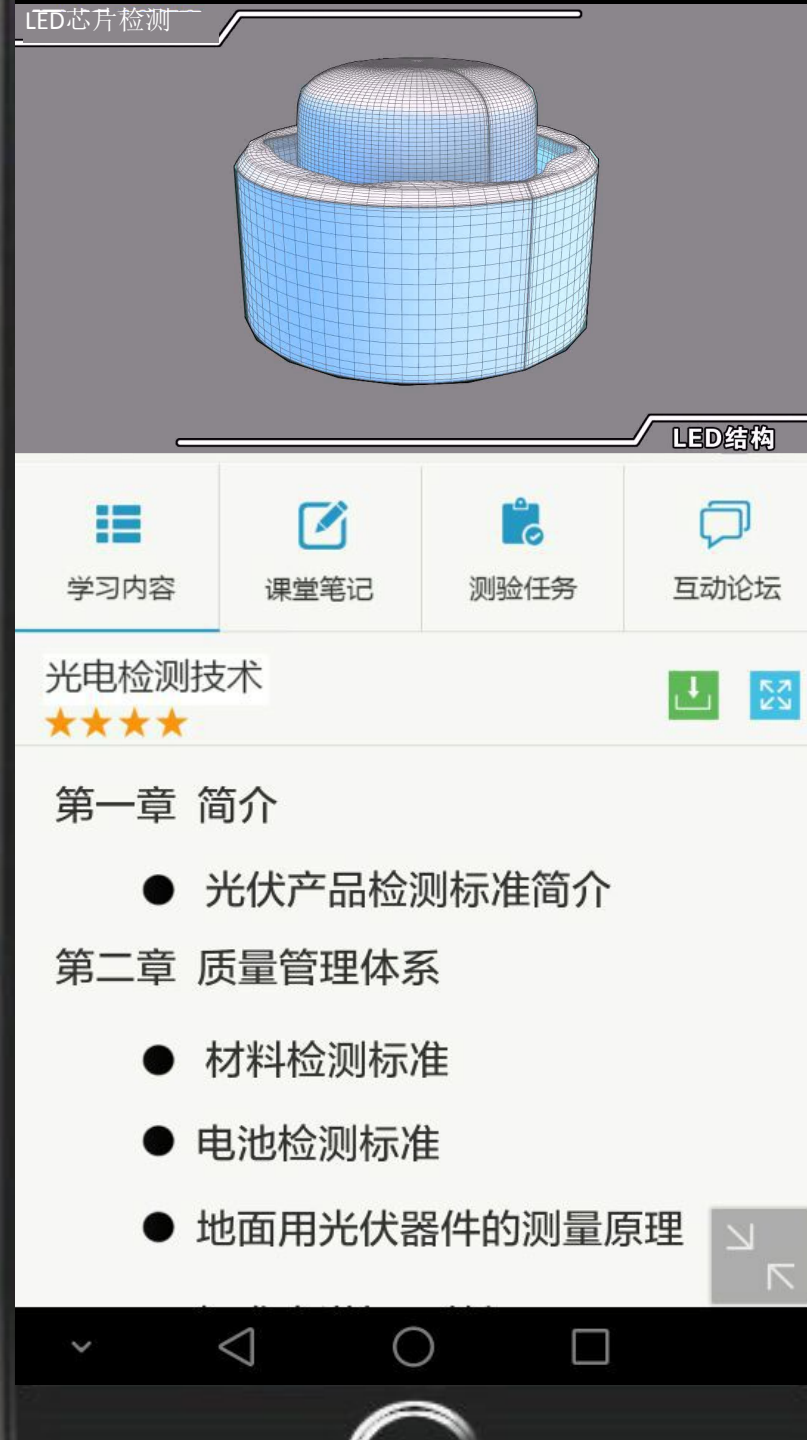 LED芯片检测
LED结构
学习内容 课堂笔记 测验任务 互动论坛
光电检测技术
第一章 简介
● 光伏产品检测标准简介
第二章 质量管理体系
● 材料检测标准
● 电池检测标准
● 地面用光伏器件的测量原理